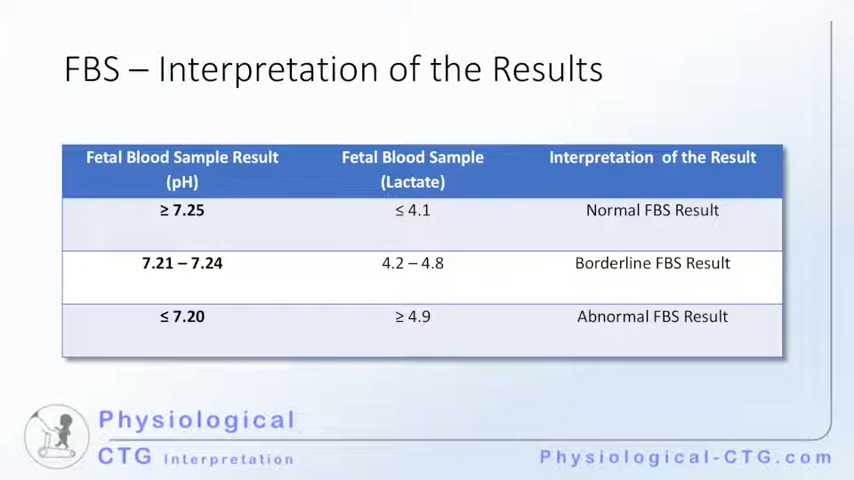 FBS – Interpretation of the Results
Fetal Blood Sample Result Fetal Blood Sample Interpretation of the Result
(pH) (Lactate)
≥ 7.25 ≤ 4.1 Normal FBS Result
7.21 – 7.24 4.2 – 4.8 Borderline FBS Result
≤ 7.20 ≥ 4.9 Abnormal FBS Result
Physiological
CTG Interpretation
Physiological-CTG.com